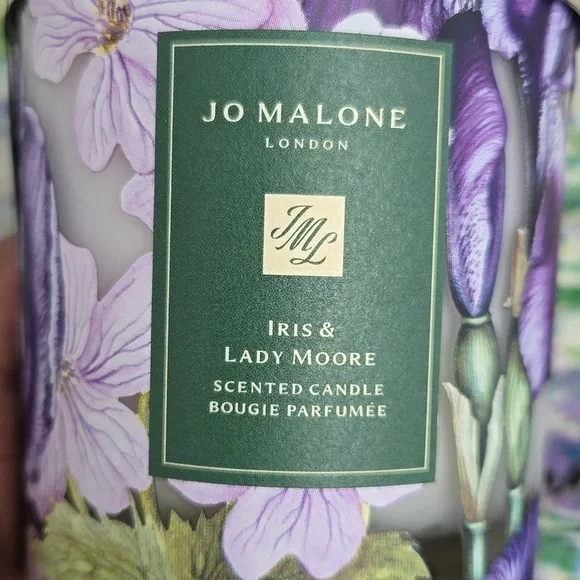 JO MALONE
LONDON
JML
IRIS &
LADY MOORE
SCENTED CANDLE
BOUGIE PARFUMÉE